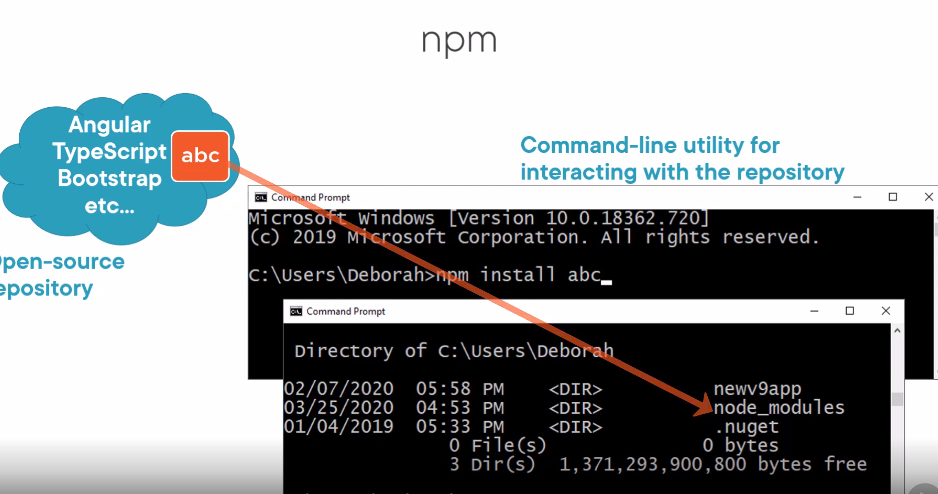 npm
Angular
TypeScript
Bootstrap
etc...
abc
Command-line utility for
interacting with the repository
Command Prompt
Microsoft Windows [Version 10.0.18362.720]
(c) 2019 Microsoft Corporation. All rights reserved.
pen-source
epository
C:\Users\Deborah>npm install abc_
Command Prompt
Directory of C:\Users\Deborah
02/07/2020 05:58 PM <DIR> newv9app
03/25/2020 04:53 PM <DIR> node_modules
01/04/2019 05:33 PM <DIR> .nuget
0 File(s) 0 bytes
3 Dir(s) 1,371,293,900,800 bytes free